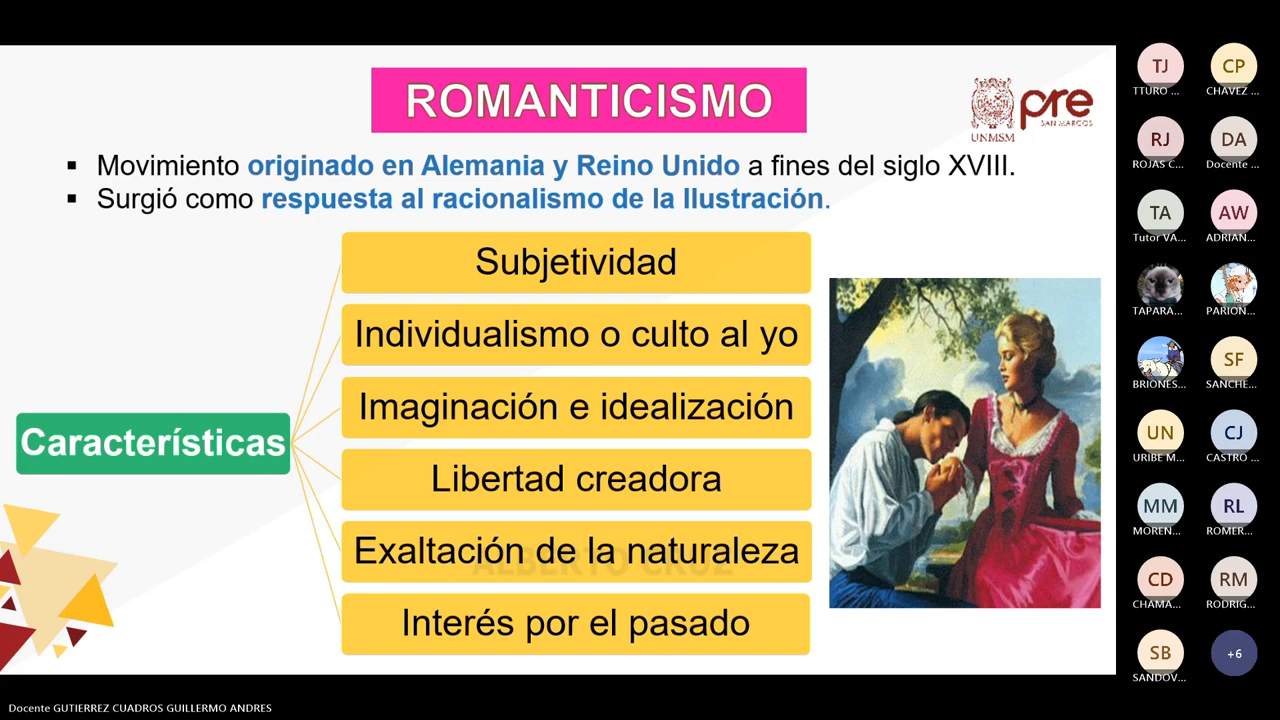 ROMANTICISMO
UNMSM
pre
SAN MARCOS
▪ Movimiento originado en Alemania y Reino Unido a fines del siglo XVIII.
▪ Surgió como respuesta al racionalismo de la Ilustración.
Características
Subjetividad
Individualismo o culto al yo
Imaginación e idealización
Libertad creadora
Exaltación de la naturaleza
ALBERTO CRUZ
Interés por el pasado
TJ
TTURO ...
CP
CHÁVEZ ...
RJ
ROJAS C...
DA
Docente ...
TA
Tutor VA...
AW
ADRIAN...
TAPARA...
PARION...
BRIONES...
SF
SANCHE...
UN
URIBE M...
CJ
CASTRO ...
MM
MOREN...
RL
ROMER...
CD
CHAMA...
RM
RODRIG...
SB
SANDOV...
+6
Docente GUTIERREZ CUADROS GUILLERMO ANDRES